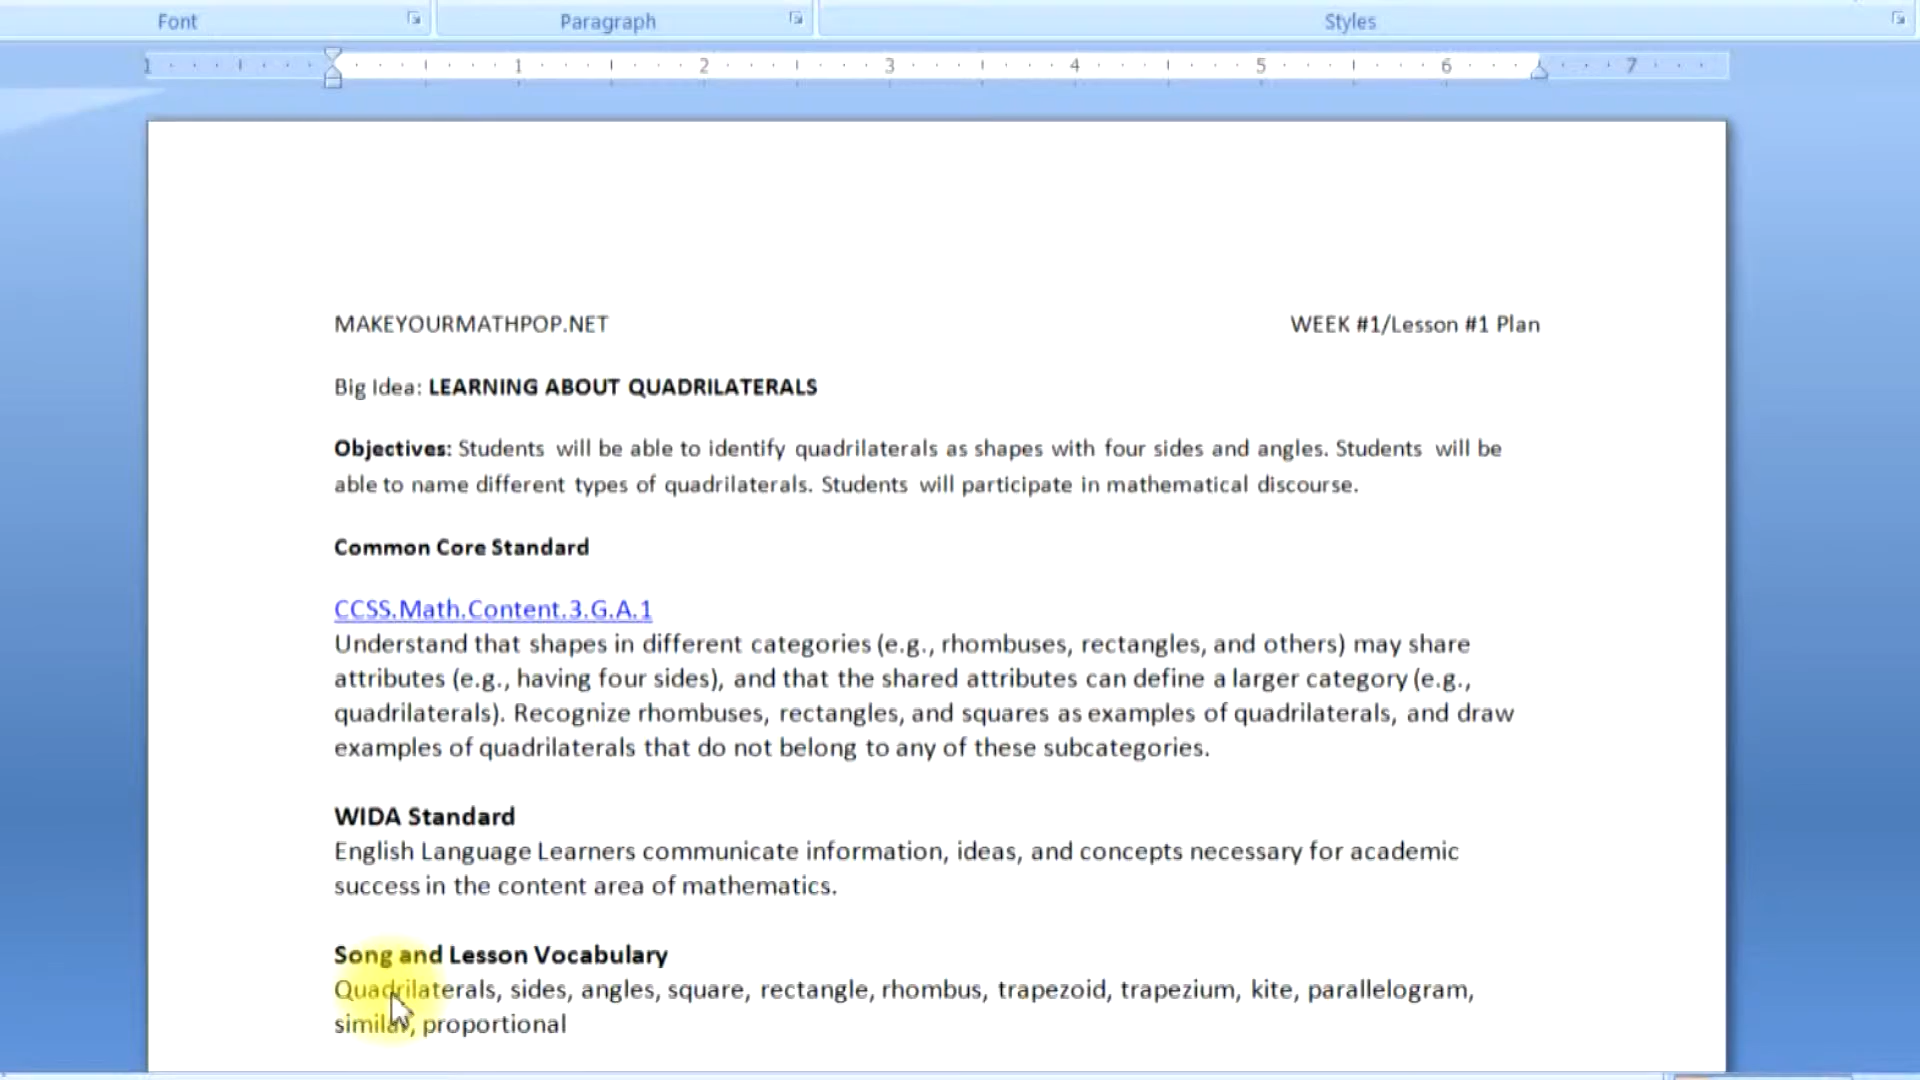 Font Paragraph Styles
1 1 2 3 4 5 6 7
MAKEYOURMATHPOP.NET WEEK #1/Lesson #1 Plan
Big Idea: LEARNING ABOUT QUADRILATERALS
Objectives: Students will be able to identify quadrilaterals as shapes with four sides and angles. Students will be
able to name different types of quadrilaterals. Students will participate in mathematical discourse.
Common Core Standard
CCSS.Math.Content.3.G.A.1
Understand that shapes in different categories (e.g., rhombuses, rectangles, and others) may share
attributes (e.g., having four sides), and that the shared attributes can define a larger category (e.g.,
quadrilaterals). Recognize rhombuses, rectangles, and squares as examples of quadrilaterals, and draw
examples of quadrilaterals that do not belong to any of these subcategories.
WIDA Standard
English Language Learners communicate information, ideas, and concepts necessary for academic
success in the content area of mathematics.
Song and Lesson Vocabulary
Quadrilaterals, sides, angles, square, rectangle, rhombus, trapezoid, trapezium, kite, parallelogram,
similar, proportional